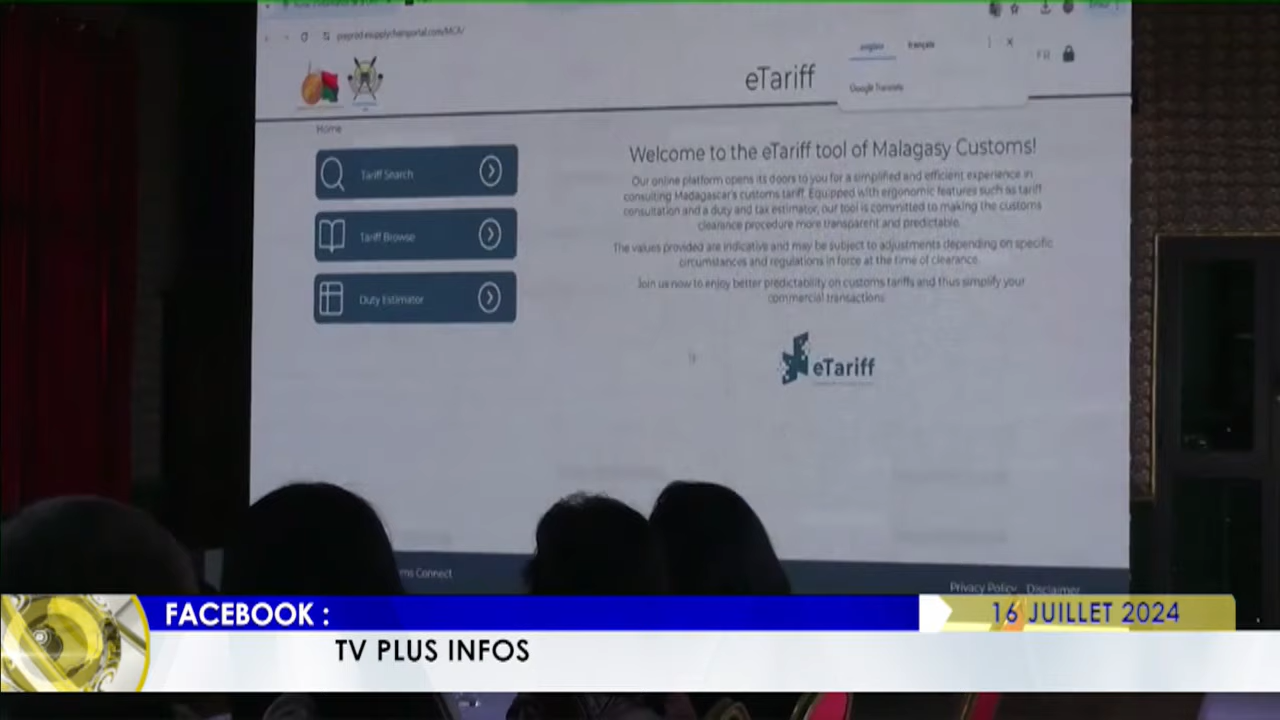 eTariff
english français
FR
Google Translate
Home
Tariff Search
Tariff Browse
Duty Estimator
Welcome to the eTariff tool of Malagasy Customs!
Our online platform opens its doors to you for a simplified and efficient experience in
consulting Madagascar's customs tariff. Equipped with ergonomic features such as tariff
consultation and a duty and tax estimator, our tool is committed to making the customs
clearance procedure more transparent and predictable.
The values provided are indicative and may be subject to adjustments depending on specific
circumstances and regulations in force at the time of clearance.
Join us now to enjoy better predictability on customs tariffs and thus simplify your
commercial transactions
eTariff
Connect
Privacy Policy Disclaimer
FACEBOOK :
16 JUILLET 2024
TV PLUS INFOS